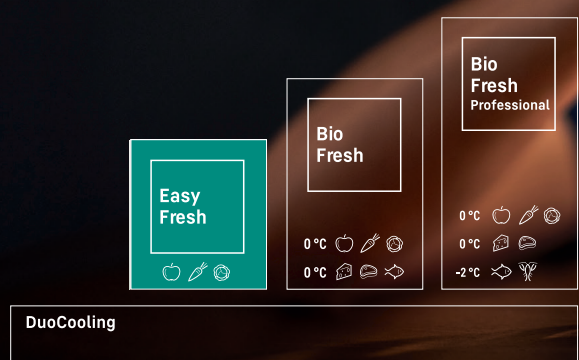 Bio
Fresh
Professional
Bio
Fresh
Easy
Fresh
0 °C
0 °C
-2 °C
0 °C
0 °C
DuoCooling